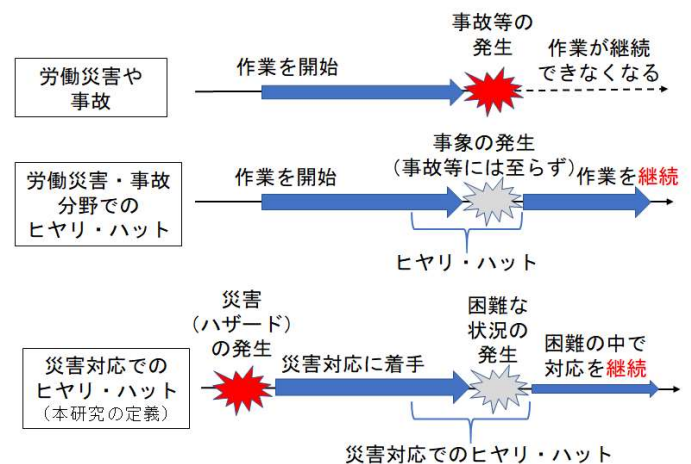 労働災害や
事故
作業を開始
事故等の
発生
作業が継続
できなくなる
労働災害・事故
分野での
ヒヤリ・ハット
作業を開始
事象の発生
（事故等には至らず）
作業を継続
ヒヤリ・ハット
災害対応での
ヒヤリ・ハット
（本研究の定義）
災害
（ハザード）
の発生
災害対応に着手
困難な
状況の
発生
困難の中で
対応を継続
災害対応でのヒヤリ・ハット